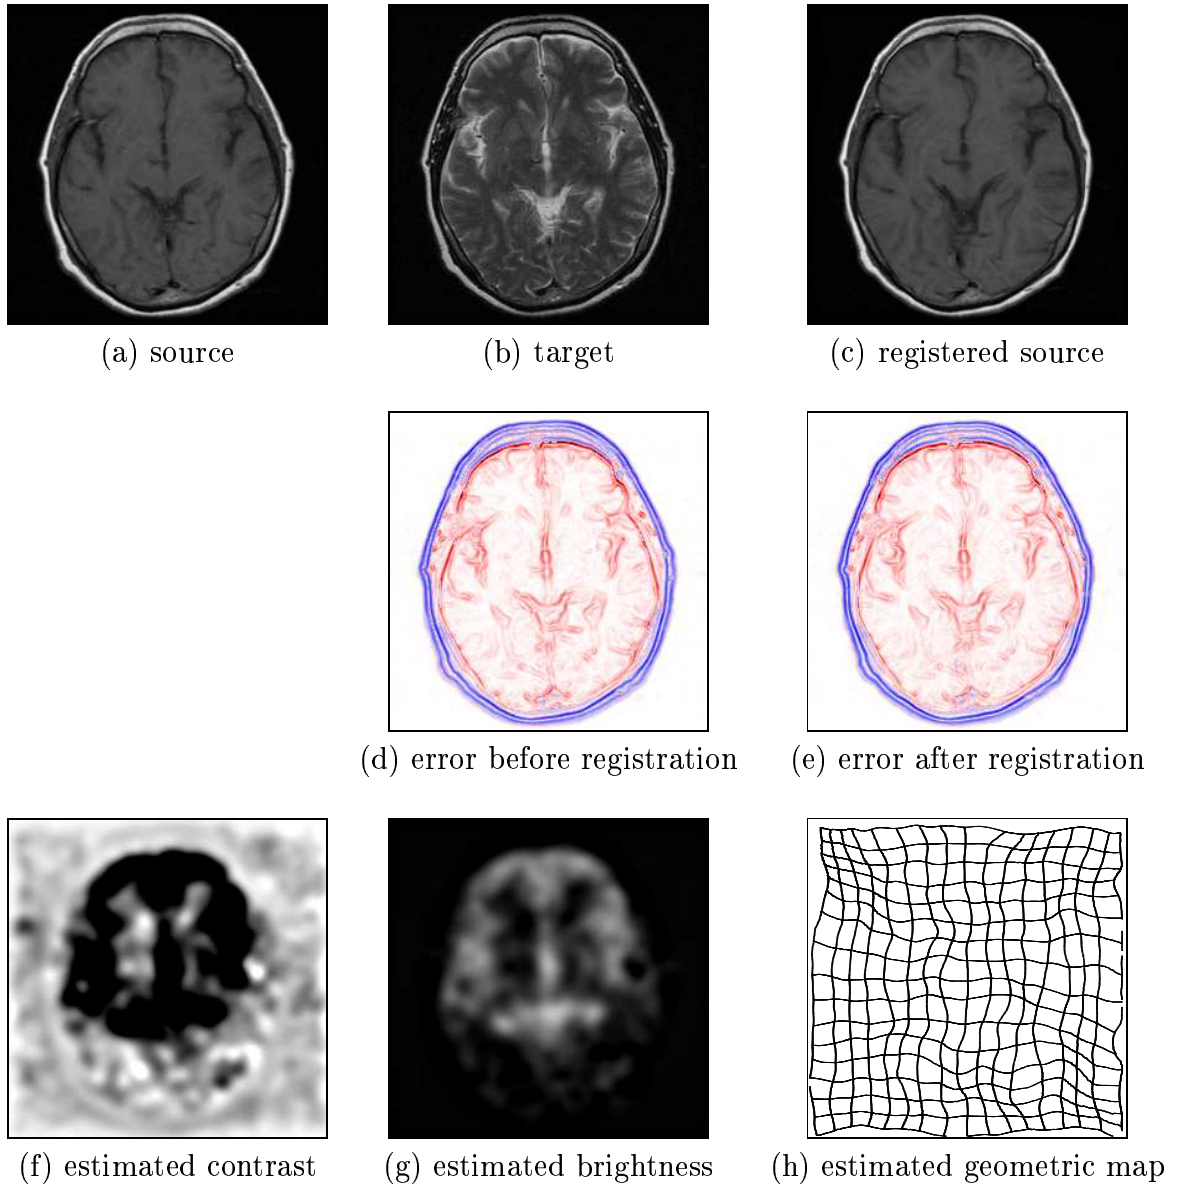 (a) source
(b) target
(c) registered source
(d) error before registration
(e) error after registration
(f) estimated contrast
(g) estimated brightness
(h) estimated geometric map